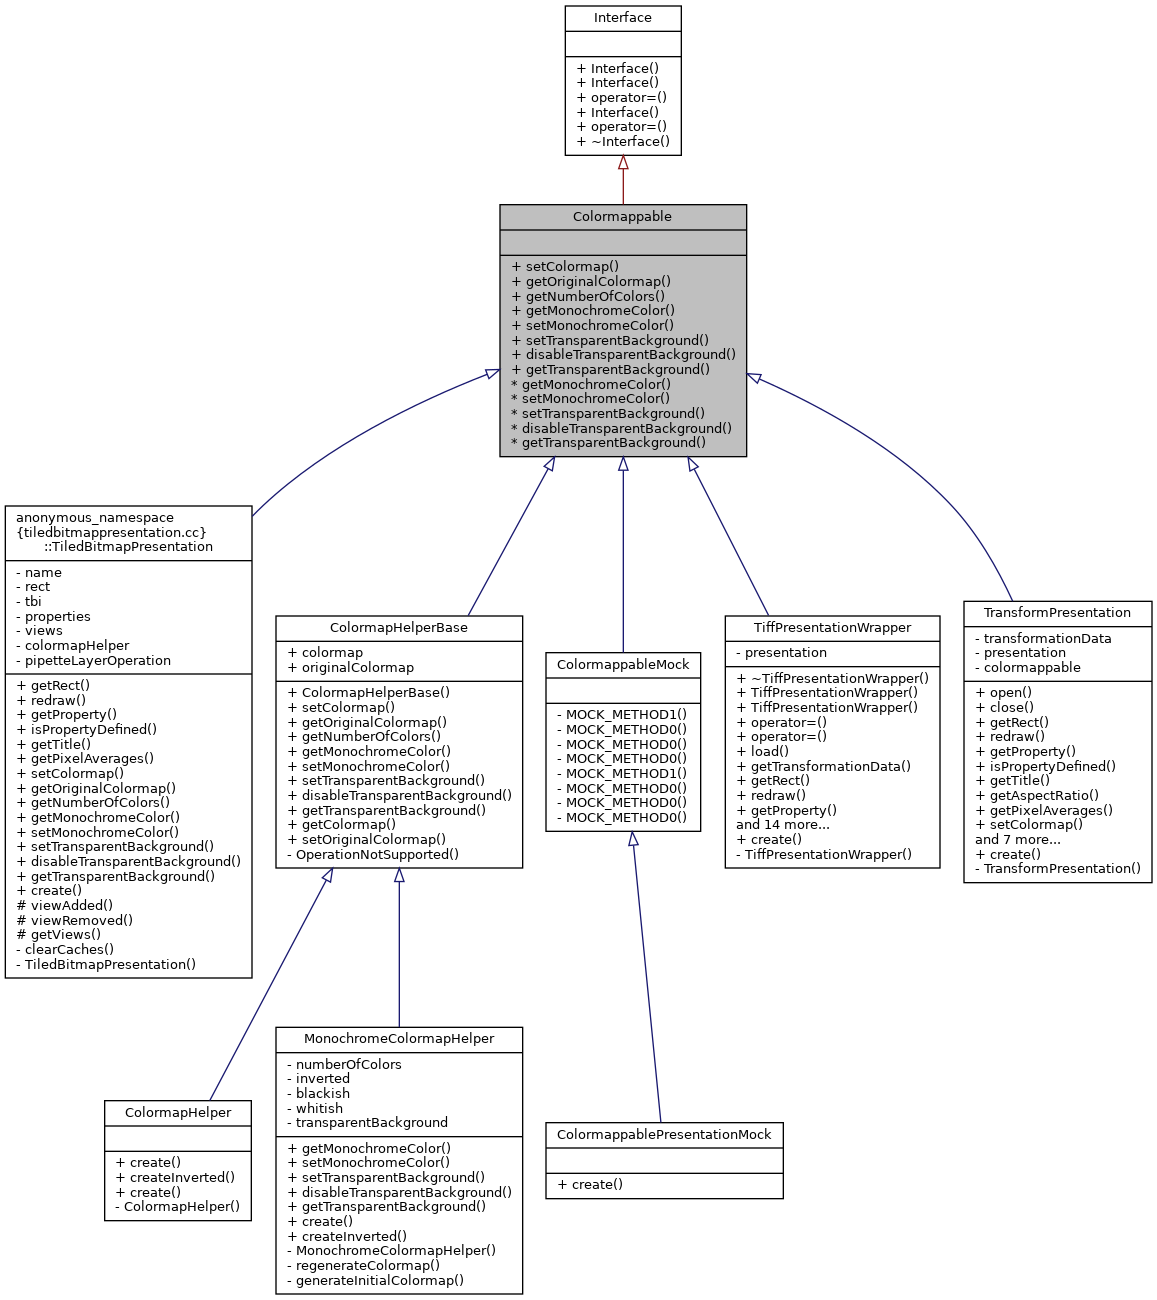 Interface
+ Interface()
+ Interface()
+ operator=()
+ Interface()
+ operator=()
+ ~Interface()
Colormappable
+ setColormap()
+ getOriginalColormap()
+ getNumberOfColors()
+ getMonochromeColor()
+ setMonochromeColor()
+ setTransparentBackground()
+ disableTransparentBackground()
+ getTransparentBackground()
* getMonochromeColor()
* setMonochromeColor()
* setTransparentBackground()
* disableTransparentBackground()
* getTransparentBackground()
anonymous_namespace
{tiledbitmappresentation.cc}
::TiledBitmapPresentation
- name
- rect
- tbi
- properties
- views
- colormapHelper
- pipetteLayerOperation
+ getRect()
+ redraw()
+ getProperty()
+ isPropertyDefined()
+ getTitle()
+ getPixelAverages()
+ setColormap()
+ getOriginalColormap()
+ getNumberOfColors()
+ getMonochromeColor()
+ setMonochromeColor()
+ setTransparentBackground()
+ disableTransparentBackground()
+ getTransparentBackground()
+ create()
# viewAdded()
# viewRemoved()
# getViews()
- clearCaches()
- TiledBitmapPresentation()
ColormapHelperBase
+ colormap
+ originalColormap
+ ColormapHelperBase()
+ setColormap()
+ getOriginalColormap()
+ getNumberOfColors()
+ getMonochromeColor()
+ setMonochromeColor()
+ setTransparentBackground()
+ disableTransparentBackground()
+ getTransparentBackground()
+ getColormap()
+ setOriginalColormap()
- OperationNotSupported()
ColormappableMock
- MOCK_METHOD1()
- MOCK_METHOD0()
- MOCK_METHOD0()
- MOCK_METHOD0()
- MOCK_METHOD1()
- MOCK_METHOD0()
- MOCK_METHOD0()
- MOCK_METHOD0()
TiffPresentationWrapper
- presentation
+ ~TiffPresentationWrapper()
+ TiffPresentationWrapper()
+ TiffPresentationWrapper()
+ operator=()
+ operator=()
+ load()
+ getTransformationData()
+ getRect()
+ redraw()
+ getProperty()
and 14 more...
+ create()
- TiffPresentationWrapper()
TransformPresentation
- transformationData
- presentation
- colormappable
+ open()
+ close()
+ getRect()
+ redraw()
+ getProperty()
+ isPropertyDefined()
+ getTitle()
+ getAspectRatio()
+ getPixelAverages()
+ setColormap()
and 7 more...
+ create()
- TransformPresentation()
ColormapHelper
+ create()
+ createInverted()
+ create()
- ColormapHelper()
MonochromeColormapHelper
- numberOfColors
- inverted
- blackish
- whitish
- transparentBackground
+ getMonochromeColor()
+ setMonochromeColor()
+ setTransparentBackground()
+ disableTransparentBackground()
+ getTransparentBackground()
+ create()
+ createInverted()
- MonochromeColormapHelper()
- regenerateColormap()
- generateInitialColormap()
ColormappablePresentationMock
+ create()